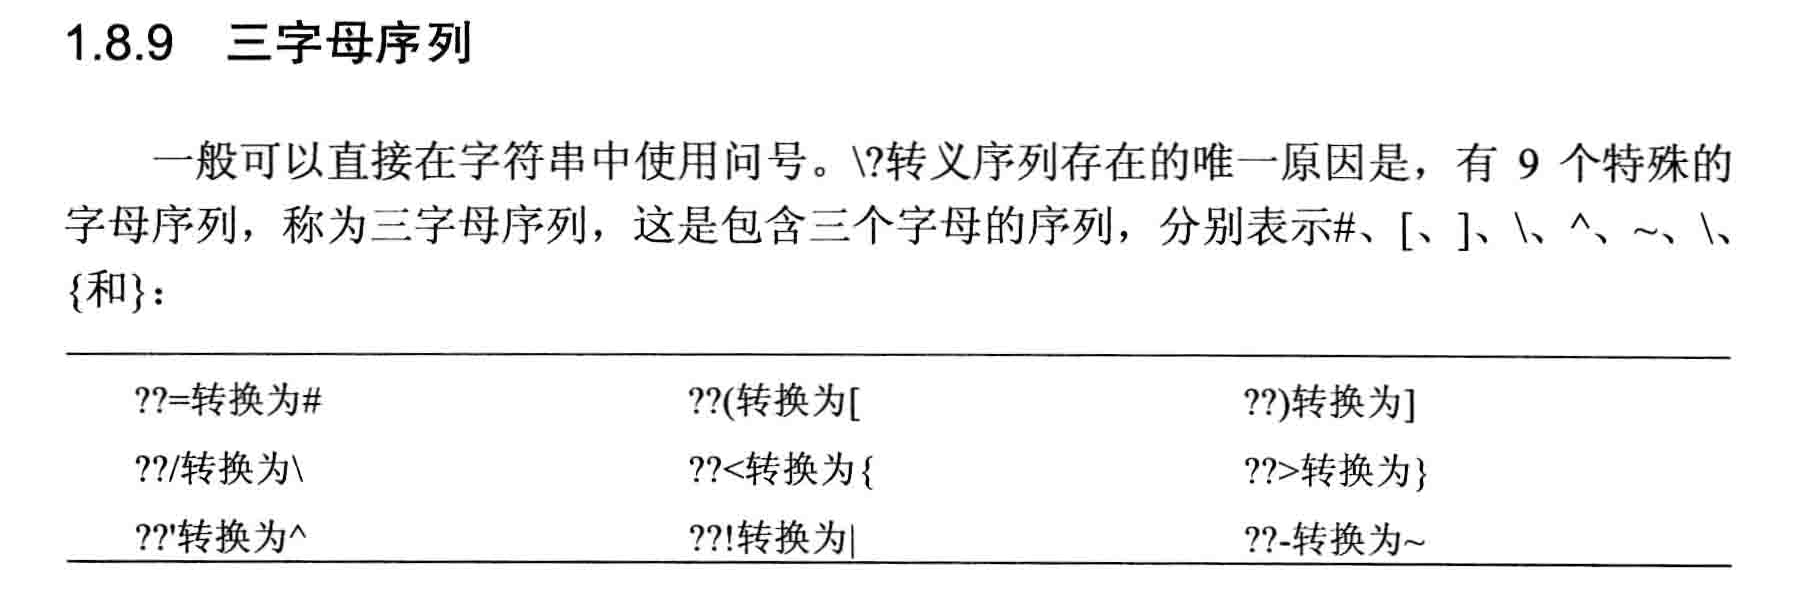 1.8.9 三字母序列
一般可以直接在字符串中使用问号。\?转义序列存在的唯一原因是，有 9 个特殊的
字母序列，称为三字母序列，这是包含三个字母的序列，分别表示#、[、]、\、^、~、\、
{和}：
??=转换为# ??(转换为[ ??)转换为]
??/转换为\ ??<转换为{ ??>转换为}
??'转换为^ ??!转换为| ??-转换为~